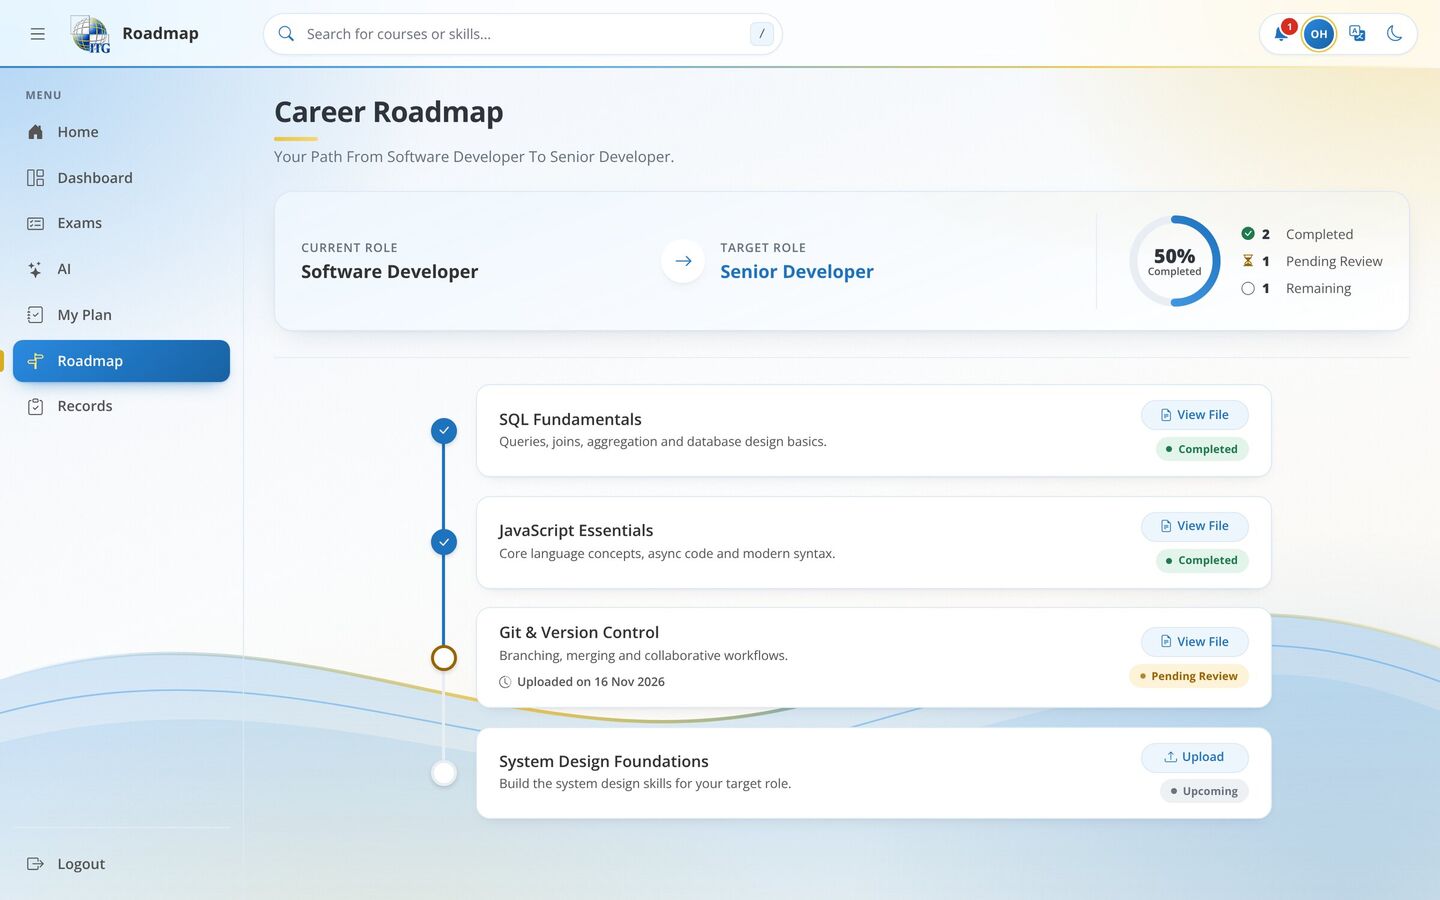 ITG
Roadmap
Search for courses or skills...
/
1
OH
MENU
Home
Dashboard
Exams
AI
My Plan
Roadmap
Records
Logout
Career Roadmap
Your Path From Software Developer To Senior Developer.
CURRENT ROLE
Software Developer
TARGET ROLE
Senior Developer
50%
Completed
2 Completed
1 Pending Review
1 Remaining
SQL Fundamentals
Queries, joins, aggregation and database design basics.
View File
Completed
JavaScript Essentials
Core language concepts, async code and modern syntax.
View File
Completed
Git & Version Control
Branching, merging and collaborative workflows.
Uploaded on 16 Nov 2026
View File
Pending Review
System Design Foundations
Build the system design skills for your target role.
Upload
Upcoming